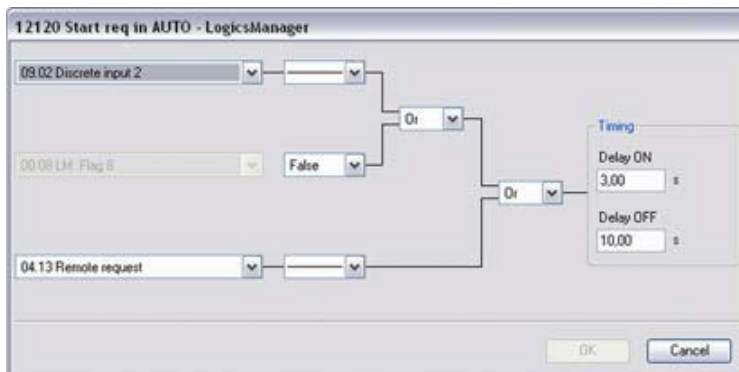 12120 Start req in AUTO - LogicsManager
09.02 Discrete input 2
Or
Timing
Delay ON
3,00 s
00.08 LM: Flag 8
False
Or
Delay OFF
10,00 s
04.13 Remote request
OK
Cancel